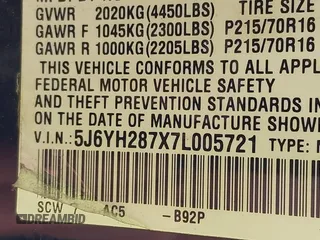 GVWR 2020KG(4450LBS) TIRE SIZE
GAWR F 1045KG(2300LBS) P215/70R16
GAWR R 1000KG(2205LBS) P215/70R16
THIS VEHICLE CONFORMS TO ALL APPL
FEDERAL MOTOR VEHICLE SAFETY
AND THEFT PREVENTION STANDARDS IN
ON THE DATE OF MANUFACTURE SHOW
V.I.N.: 5J6YH287X7L005721 TYPE: M
SCW / AC5 -B92P
DREAMBID